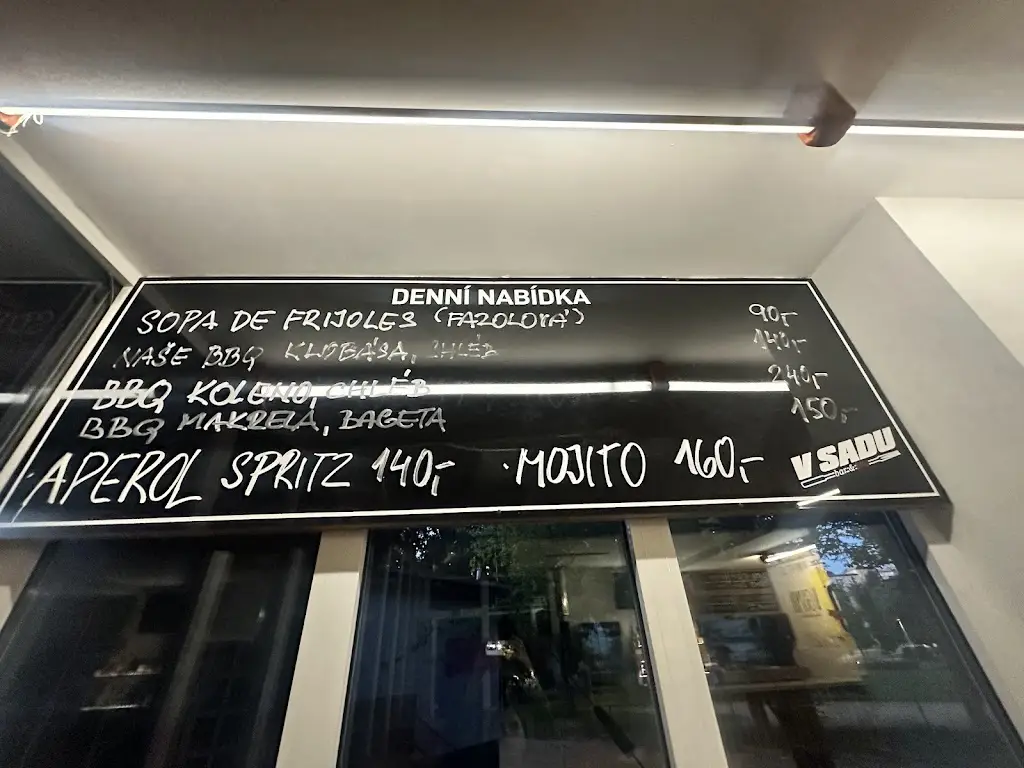 DENNÍ NABÍDKA
SOPA DE FRIJOLES (FAZOLOVÁ) 90,-
NAŠE BBQ KLOBÁSA, CHLÉB 140,-
BBQ KOLENO, CHLÉB 240,-
BBQ MAKRELA, BAGETA 150,-
·APEROL SPRITZ 140,- ·MOJITO 160,-
V SADU